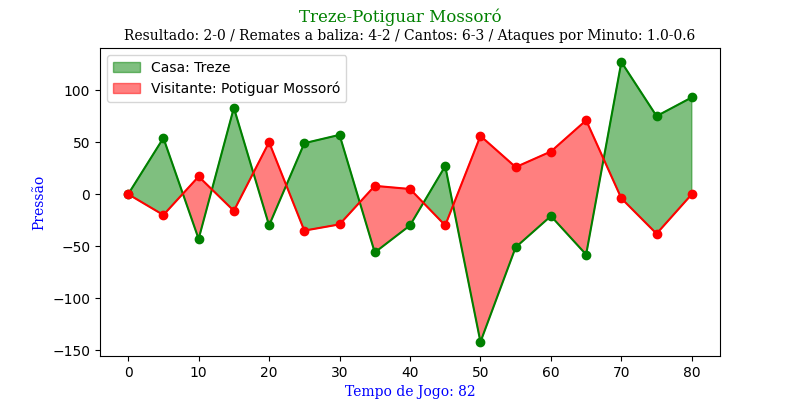 Treze-Potiguar Mossoró
Resultado: 2-0 / Remates a baliza: 4-2 / Cantos: 6-3 / Ataques por Minuto: 1.0-0.6
Casa: Treze
Visitante: Potiguar Mossoró
Pressão
100
50
0
−50
−100
−150
0 10 20 30 40 50 60 70 80
Tempo de Jogo: 82